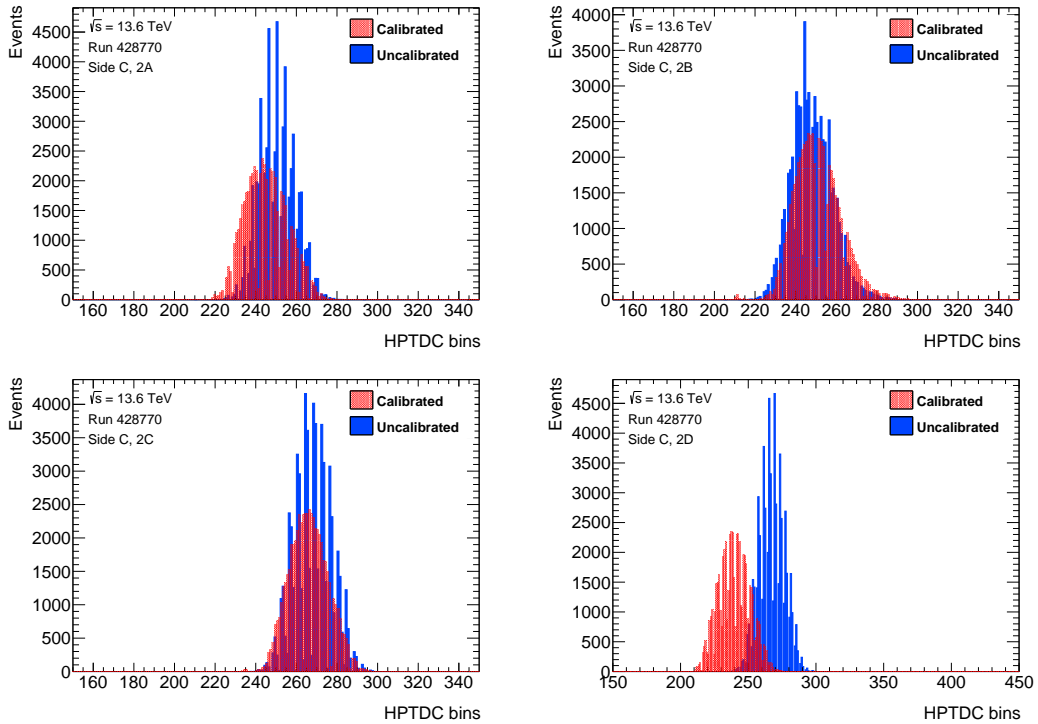 Events
√s = 13.6 TeV
Run 428770
Side C, 2A
Calibrated
Uncalibrated
4500
4000
3500
3000
2500
2000
1500
1000
500
0
160 180 200 220 240 260 280 300 320 340
HPTDC bins
Events
√s = 13.6 TeV
Run 428770
Side C, 2B
Calibrated
Uncalibrated
4000
3500
3000
2500
2000
1500
1000
500
0
160 180 200 220 240 260 280 300 320 340
HPTDC bins
Events
√s = 13.6 TeV
Run 428770
Side C, 2C
Calibrated
Uncalibrated
4000
3500
3000
2500
2000
1500
1000
500
0
160 180 200 220 240 260 280 300 320 340
HPTDC bins
Events
√s = 13.6 TeV
Run 428770
Side C, 2D
Calibrated
Uncalibrated
4500
4000
3500
3000
2500
2000
1500
1000
500
0
150 200 250 300 350 400 450
HPTDC bins